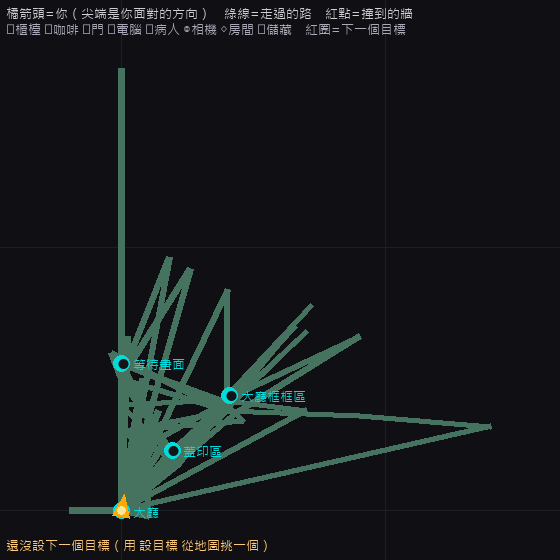 橘箭頭=你 ( 尖端是你面對的方向 )　綠線=走過的路　紅點=撞到的牆
櫃檯 咖啡 門 電腦 病人 相機 ◇房間 儲藏　紅圈=下一個目標
等待畫面
大廳框框區
蓋印區
大廳
還沒設下一個目標 ( 用 設目標 從地圖挑一個 )